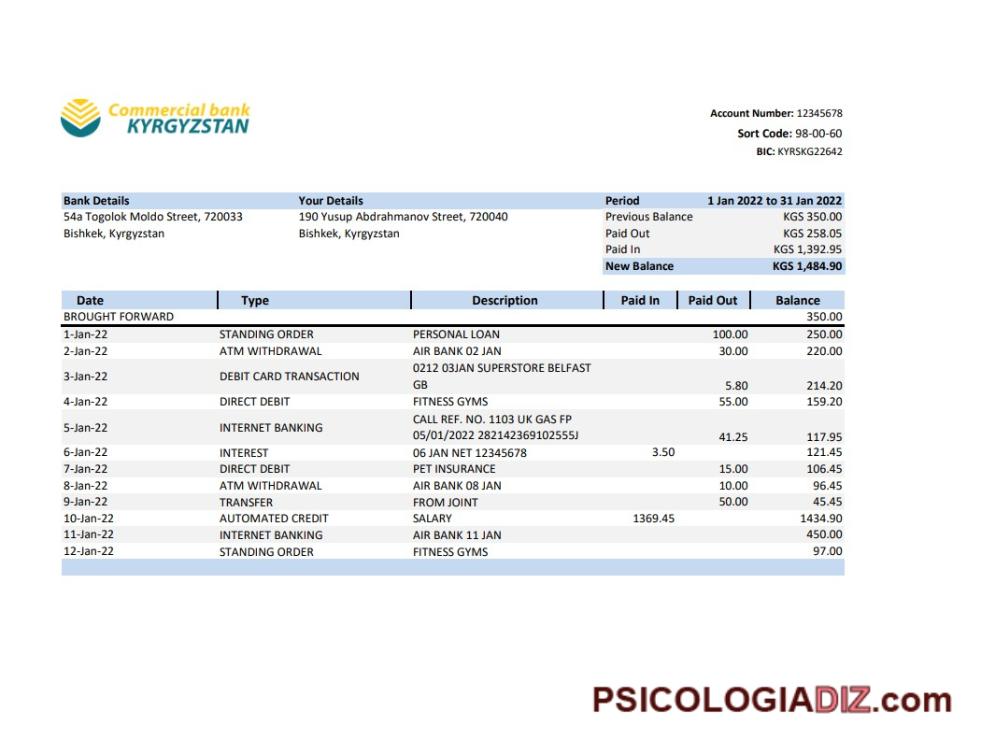 Commercial bank
KYRGYZSTAN
Account Number: 12345678
Sort Code: 98-00-60
BIC: KYRSKG22642
Bank Details Your Details Period 1 Jan 2022 to 31 Jan 2022
54a Togolok Moldo Street, 720033 190 Yusup Abdrahmanov Street, 720040 Previous Balance KGS 350.00
Bishkek, Kyrgyzstan Bishkek, Kyrgyzstan Paid Out KGS 258.05
Paid In KGS 1,392.95
New Balance KGS 1,484.90
Date Type Description Paid In Paid Out Balance
BROUGHT FORWARD 350.00
1-Jan-22 STANDING ORDER PERSONAL LOAN 100.00 250.00
2-Jan-22 ATM WITHDRAWAL AIR BANK 02 JAN 30.00 220.00
3-Jan-22 DEBIT CARD TRANSACTION 0212 03JAN SUPERSTORE BELFAST
GB 5.80 214.20
4-Jan-22 DIRECT DEBIT FITNESS GYMS 55.00 159.20
5-Jan-22 INTERNET BANKING CALL REF. NO. 1103 UK GAS FP
05/01/2022 282142369102555J 41.25 117.95
6-Jan-22 INTEREST 06 JAN NET 12345678 3.50 121.45
7-Jan-22 DIRECT DEBIT PET INSURANCE 15.00 106.45
8-Jan-22 ATM WITHDRAWAL AIR BANK 08 JAN 10.00 96.45
9-Jan-22 TRANSFER FROM JOINT 50.00 45.45
10-Jan-22 AUTOMATED CREDIT SALARY 1369.45 1434.90
11-Jan-22 INTERNET BANKING AIR BANK 11 JAN 450.00
12-Jan-22 STANDING ORDER FITNESS GYMS 97.00
PSICOLOGIADIZ.com